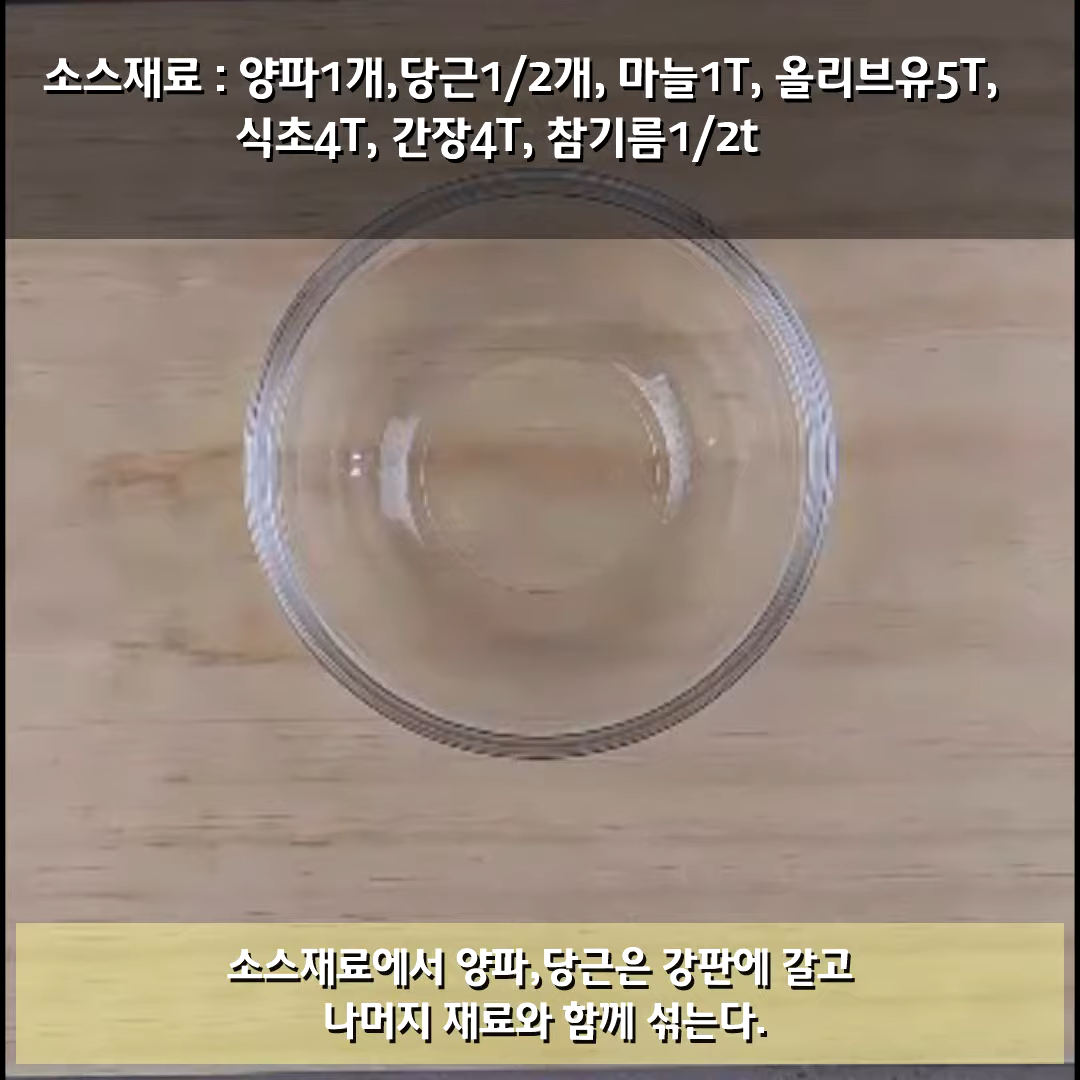 소스재료 : 양파1개,당근1/2개, 마늘1T, 올리브유5T,
식초4T, 간장4T, 참기름1/2t
소스재료에서 양파,당근은 강판에 갈고
나머지 재료와 함께 섞는다.